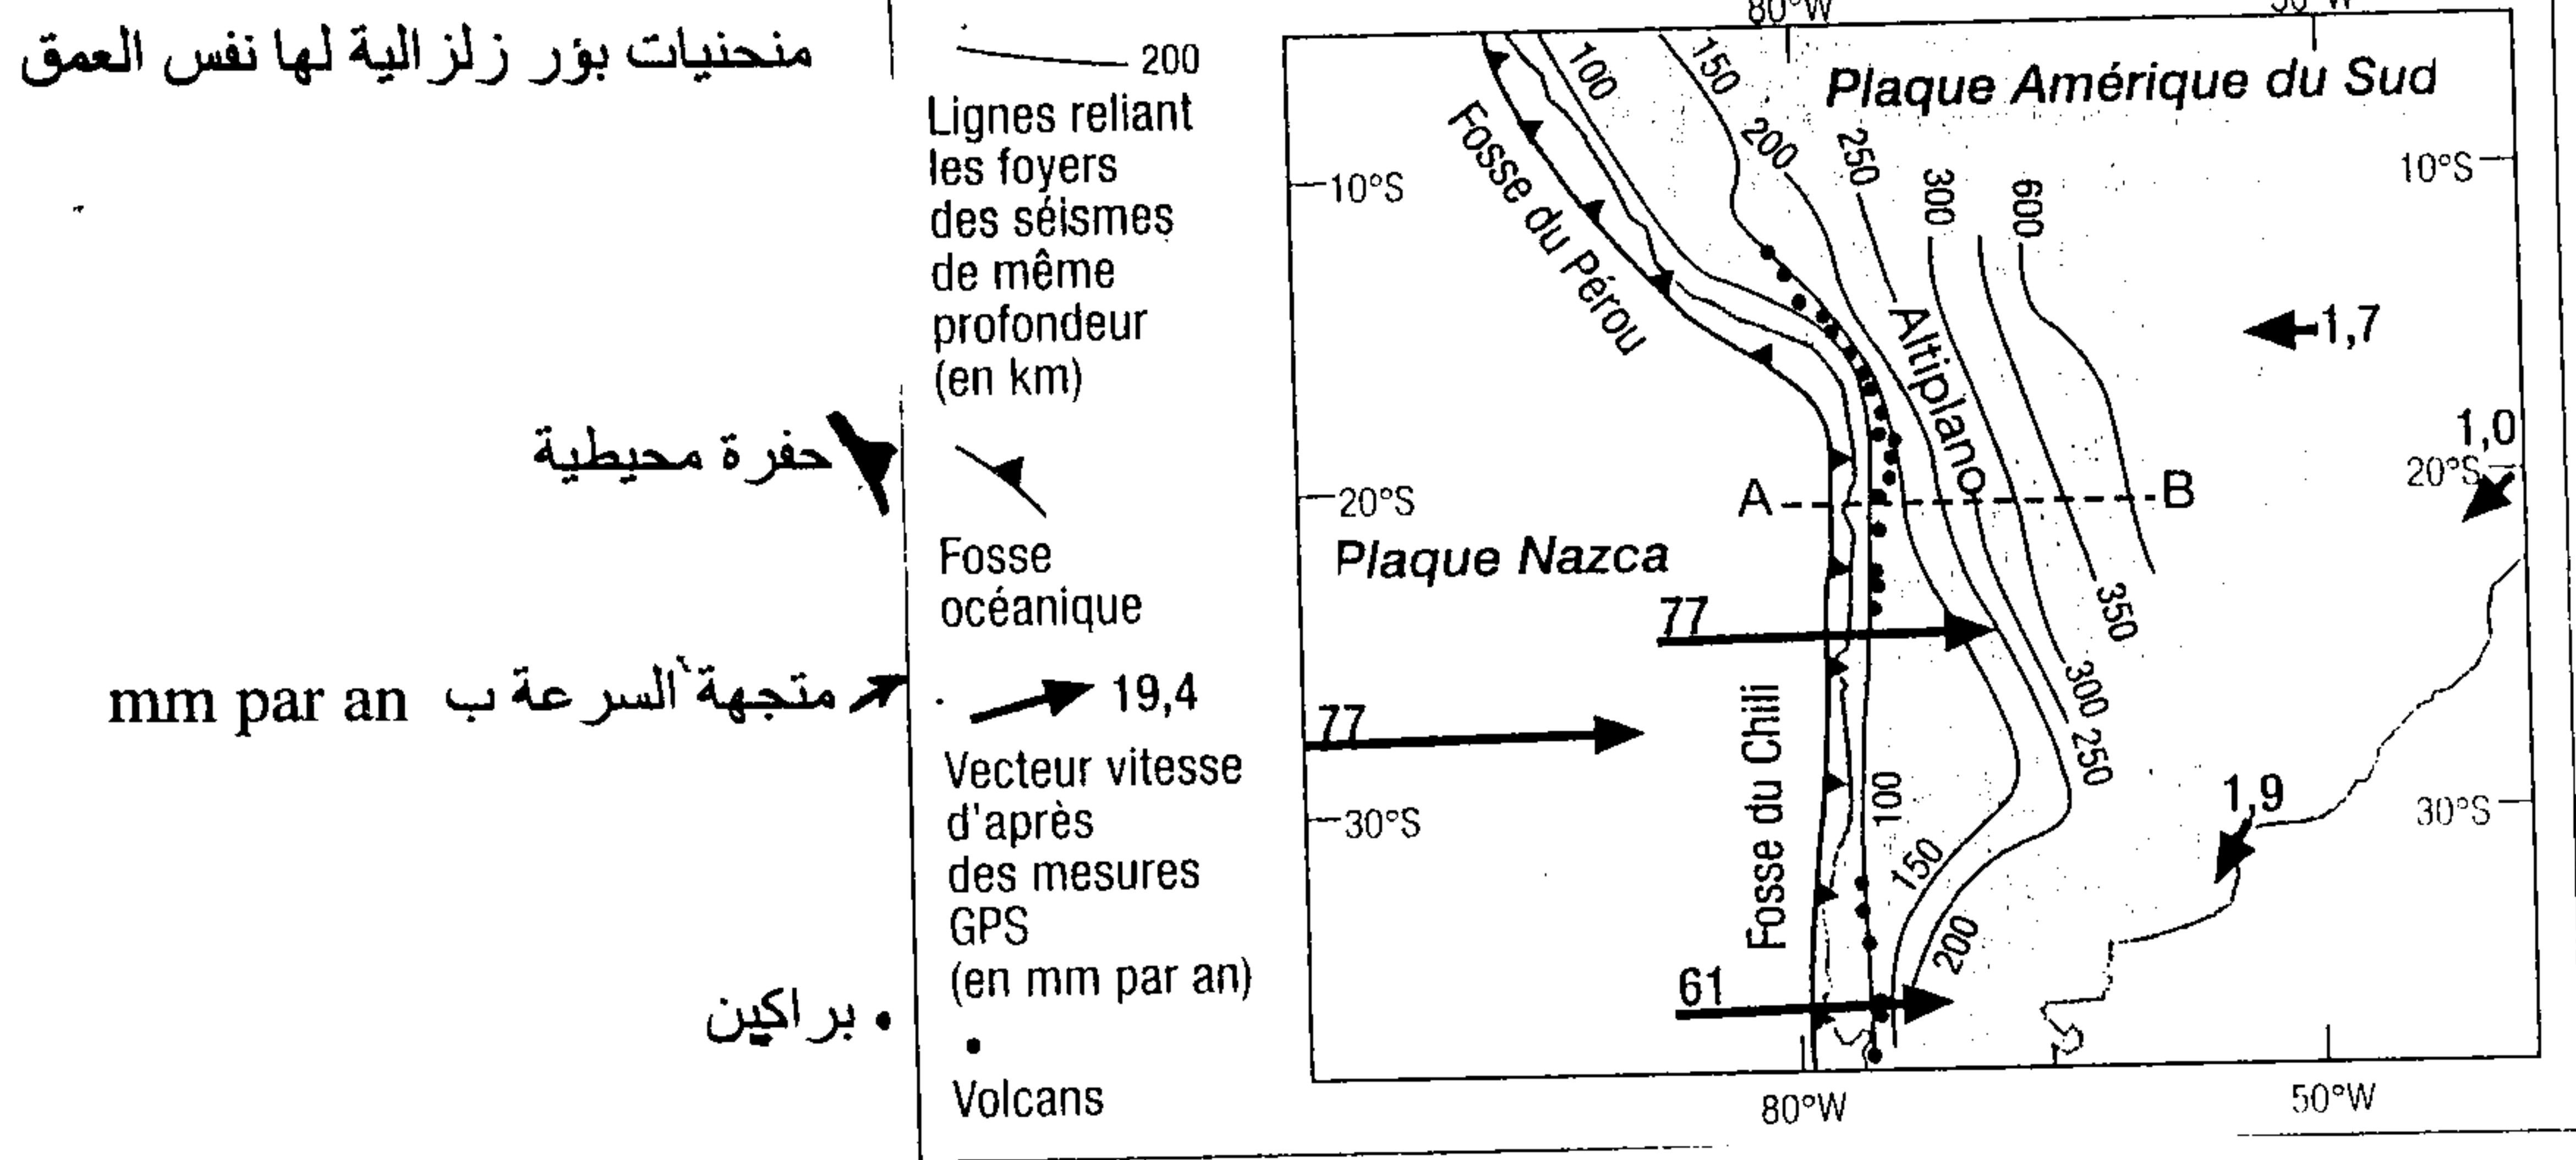 منحنيات بؤر زلزالية لها نفس العمق
حفرة محيطية
متجهة السرعة ب mm par an
براكين
200
Lignes reliant
les foyers
des séismes
de même
profondeur
(en km)
Fosse
océanique
19,4
Vecteur vitesse
d'après
des mesures
GPS
(en mm par an)
Volcans
80°W
50°W
Plaque Amérique du Sud
100
150
200
250
300
600
10°S
10°S
Fosse du Pérou
Altiplano
1,7
1,0
20°S
20°S
A
B
Plaque Nazca
77
77
350
300
250
Fosse du Chili
100
150
200
1,9
30°S
30°S
61
80°W
50°W